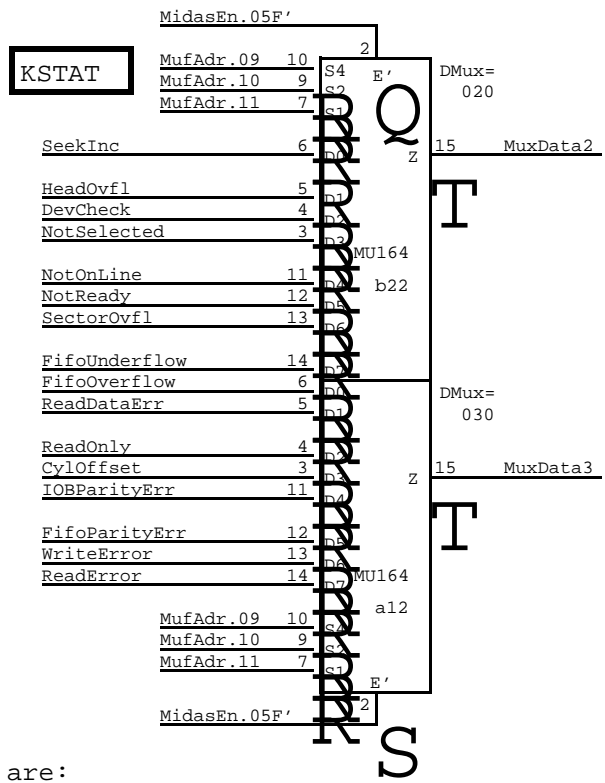 MidasEn.05F'
2
KSTAT
MufAdr.09 10 S4 E' DMux=
MufAdr.10 9 S2 Q 020
MufAdr.11 7 S1
SeekInc 6 D0 Z 15 MuxData2
HeadOvfl 5 D1 T
DevCheck 4 D2
NotSelected 3 D3
MU164
NotOnLine 11 D4 b22
NotReady 12 D5
SectorOvfl 13 D6
FifoUnderflow 14 D7
FifoOverflow 6 D0 DMux=
ReadDataErr 5 D1 030
ReadOnly 4 D2
CylOffset 3 D3 Z 15 MuxData3
IOBParityErr 11 D4
T
FifoParityErr 12 D5
WriteError 13 D6
ReadError 14 D7 MU164
a12
MufAdr.09 10 S4
MufAdr.10 9 S2
MufAdr.11 7 S1
E'
MidasEn.05F' 2
S
are: